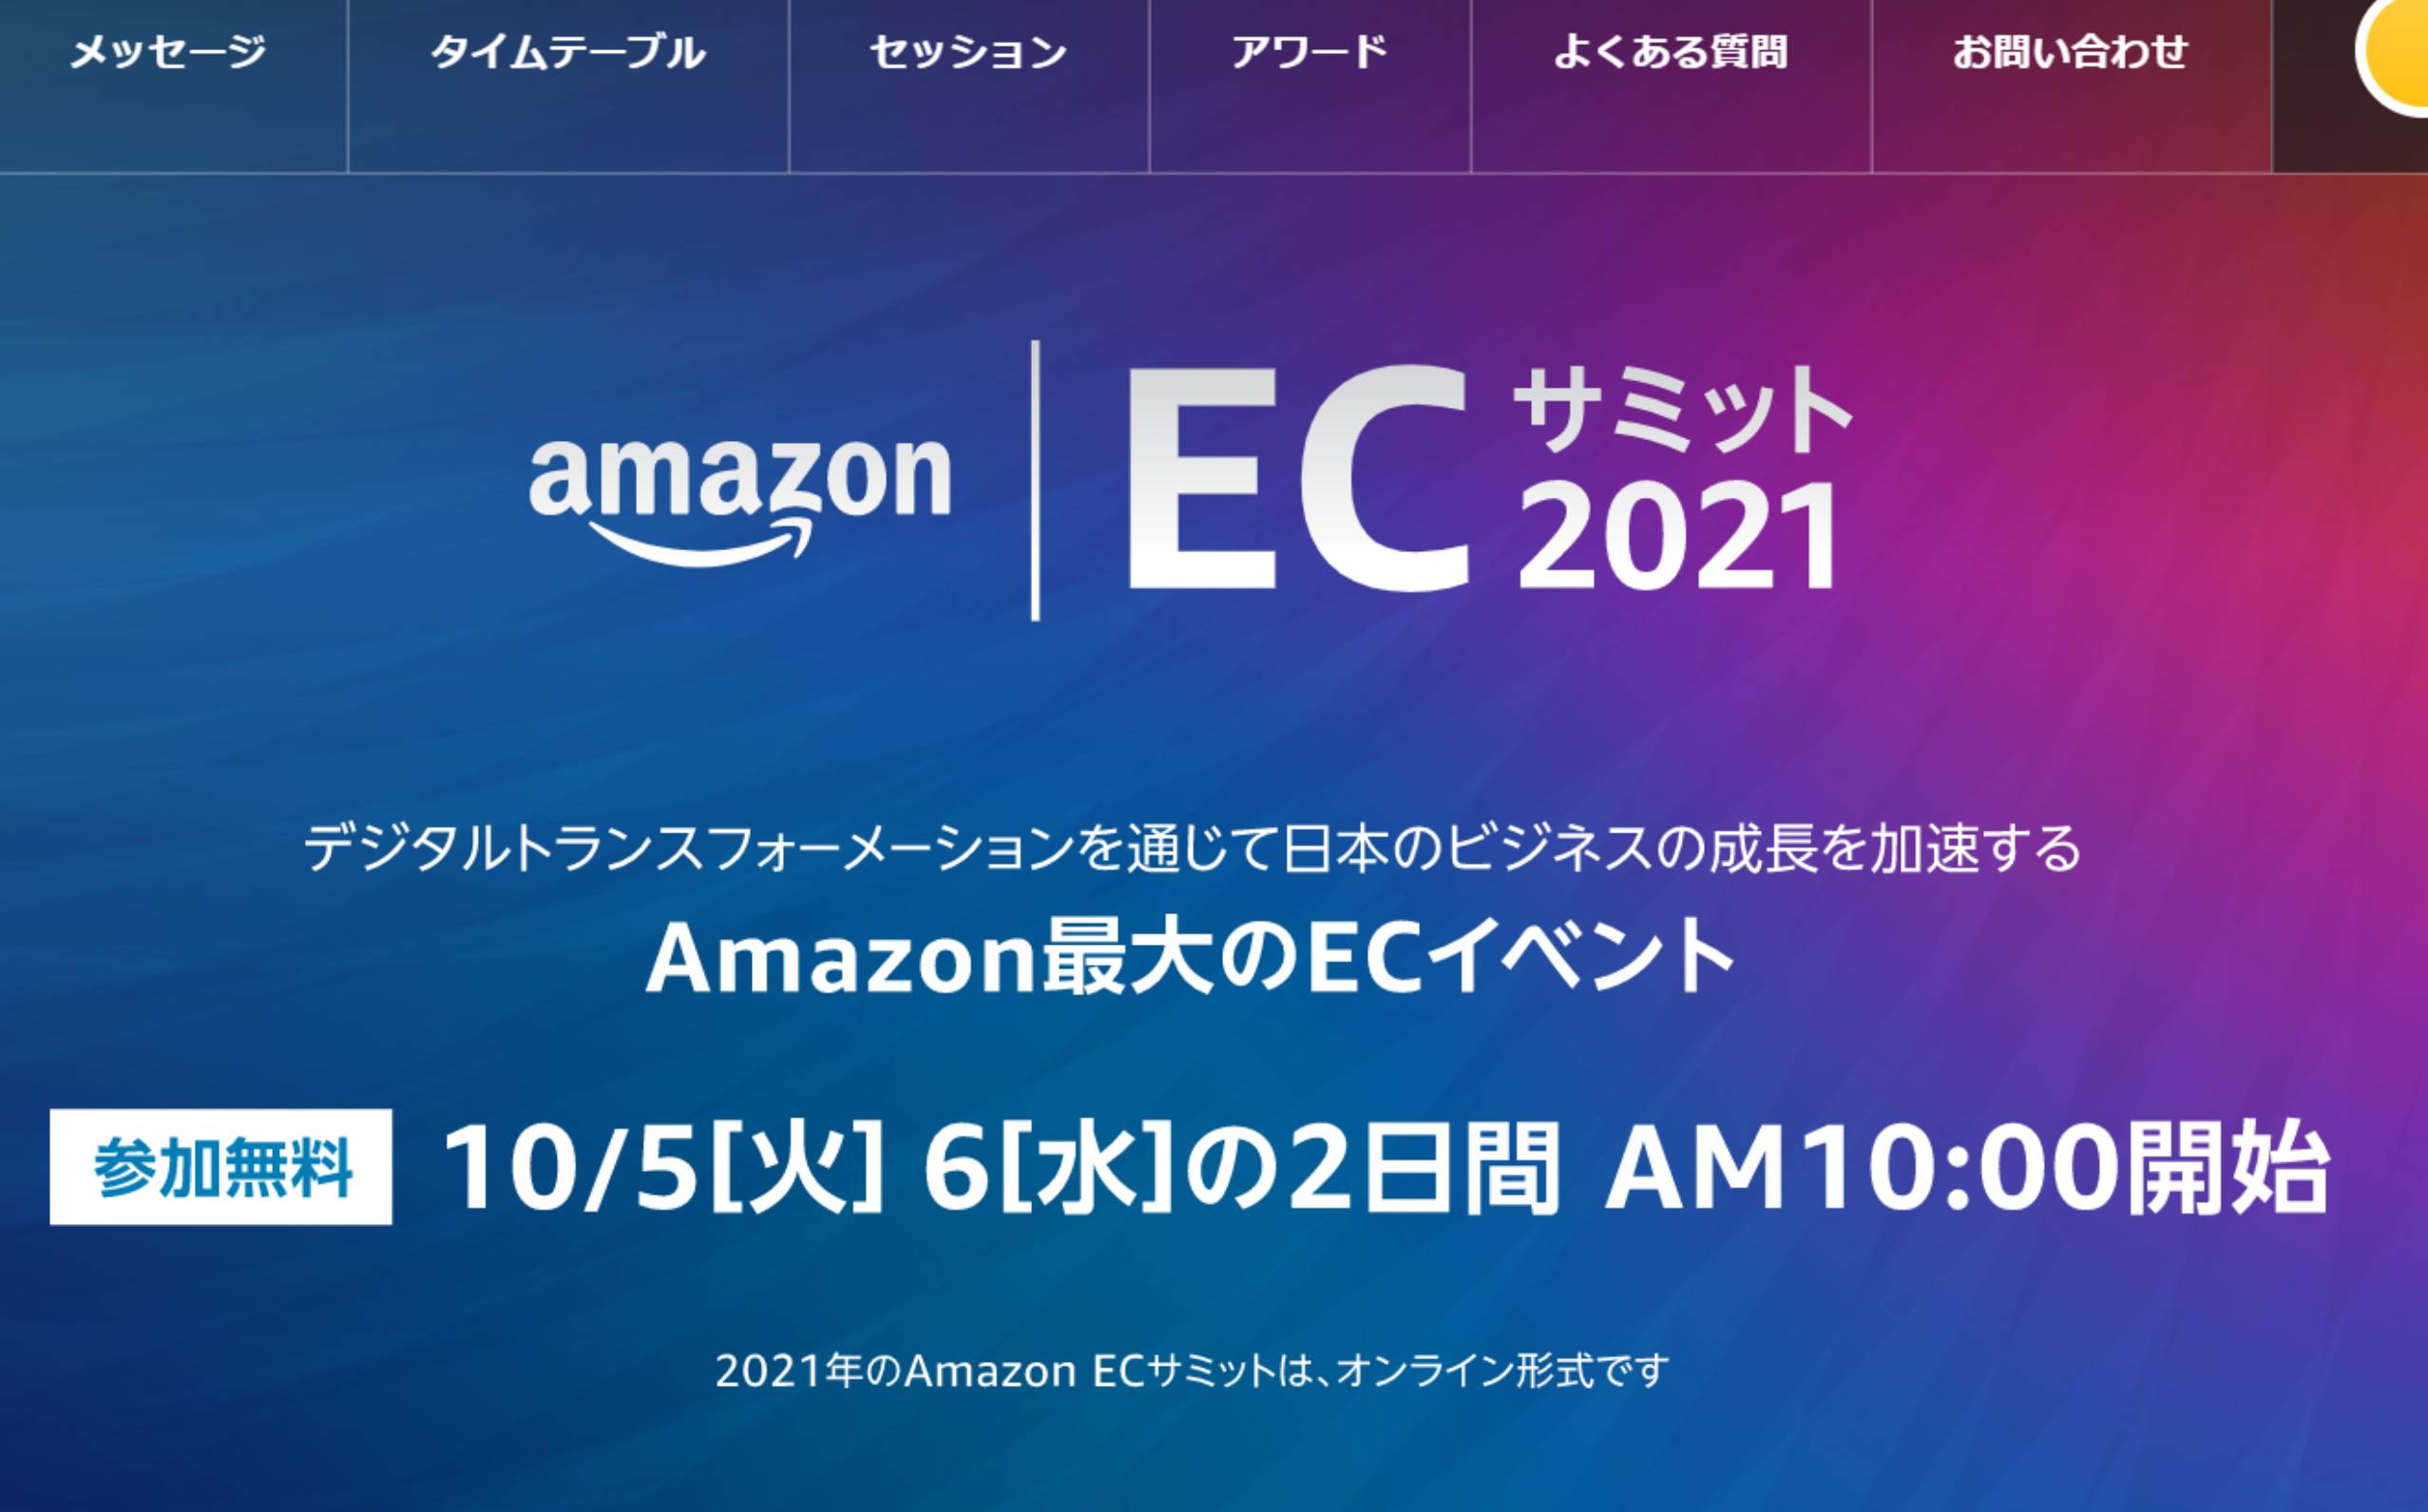 メッセージ タイムテーブル セッション アワード よくある質問 お問い合わせ
amazon EC サミット
2021
デジタルトランスフォーメーションを通じて日本のビジネスの成長を加速する
Amazon最大のECイベント
参加無料 10/5[火] 6[水]の2日間 AM10:00開始
2021年のAmazon ECサミットは、オンライン形式です